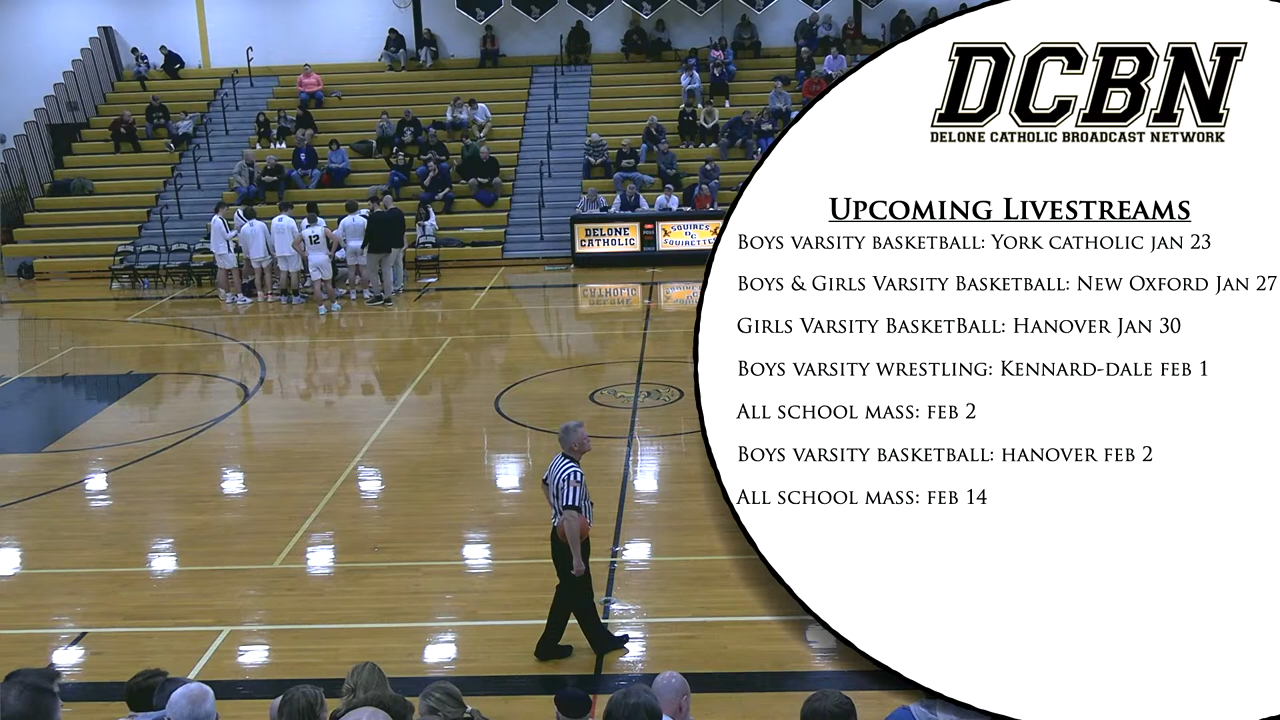 DCBN
DELONE CATHOLIC BROADCAST NETWORK
UPCOMING LIVESTREAMS
BOYS VARSITY BASKETBALL: YORK CATHOLIC JAN 23
BOYS & GIRLS VARSITY BASKETBALL: NEW OXFORD JAN 27
GIRLS VARSITY BASKETBALL: HANOVER JAN 30
BOYS VARSITY WRESTLING: KENNARD-DALE FEB 1
ALL SCHOOL MASS: FEB 2
BOYS VARSITY BASKETBALL: HANOVER FEB 2
ALL SCHOOL MASS: FEB 14
DELONE
CATHOLIC
SQUIRES
DC
SQUIRETTES
12